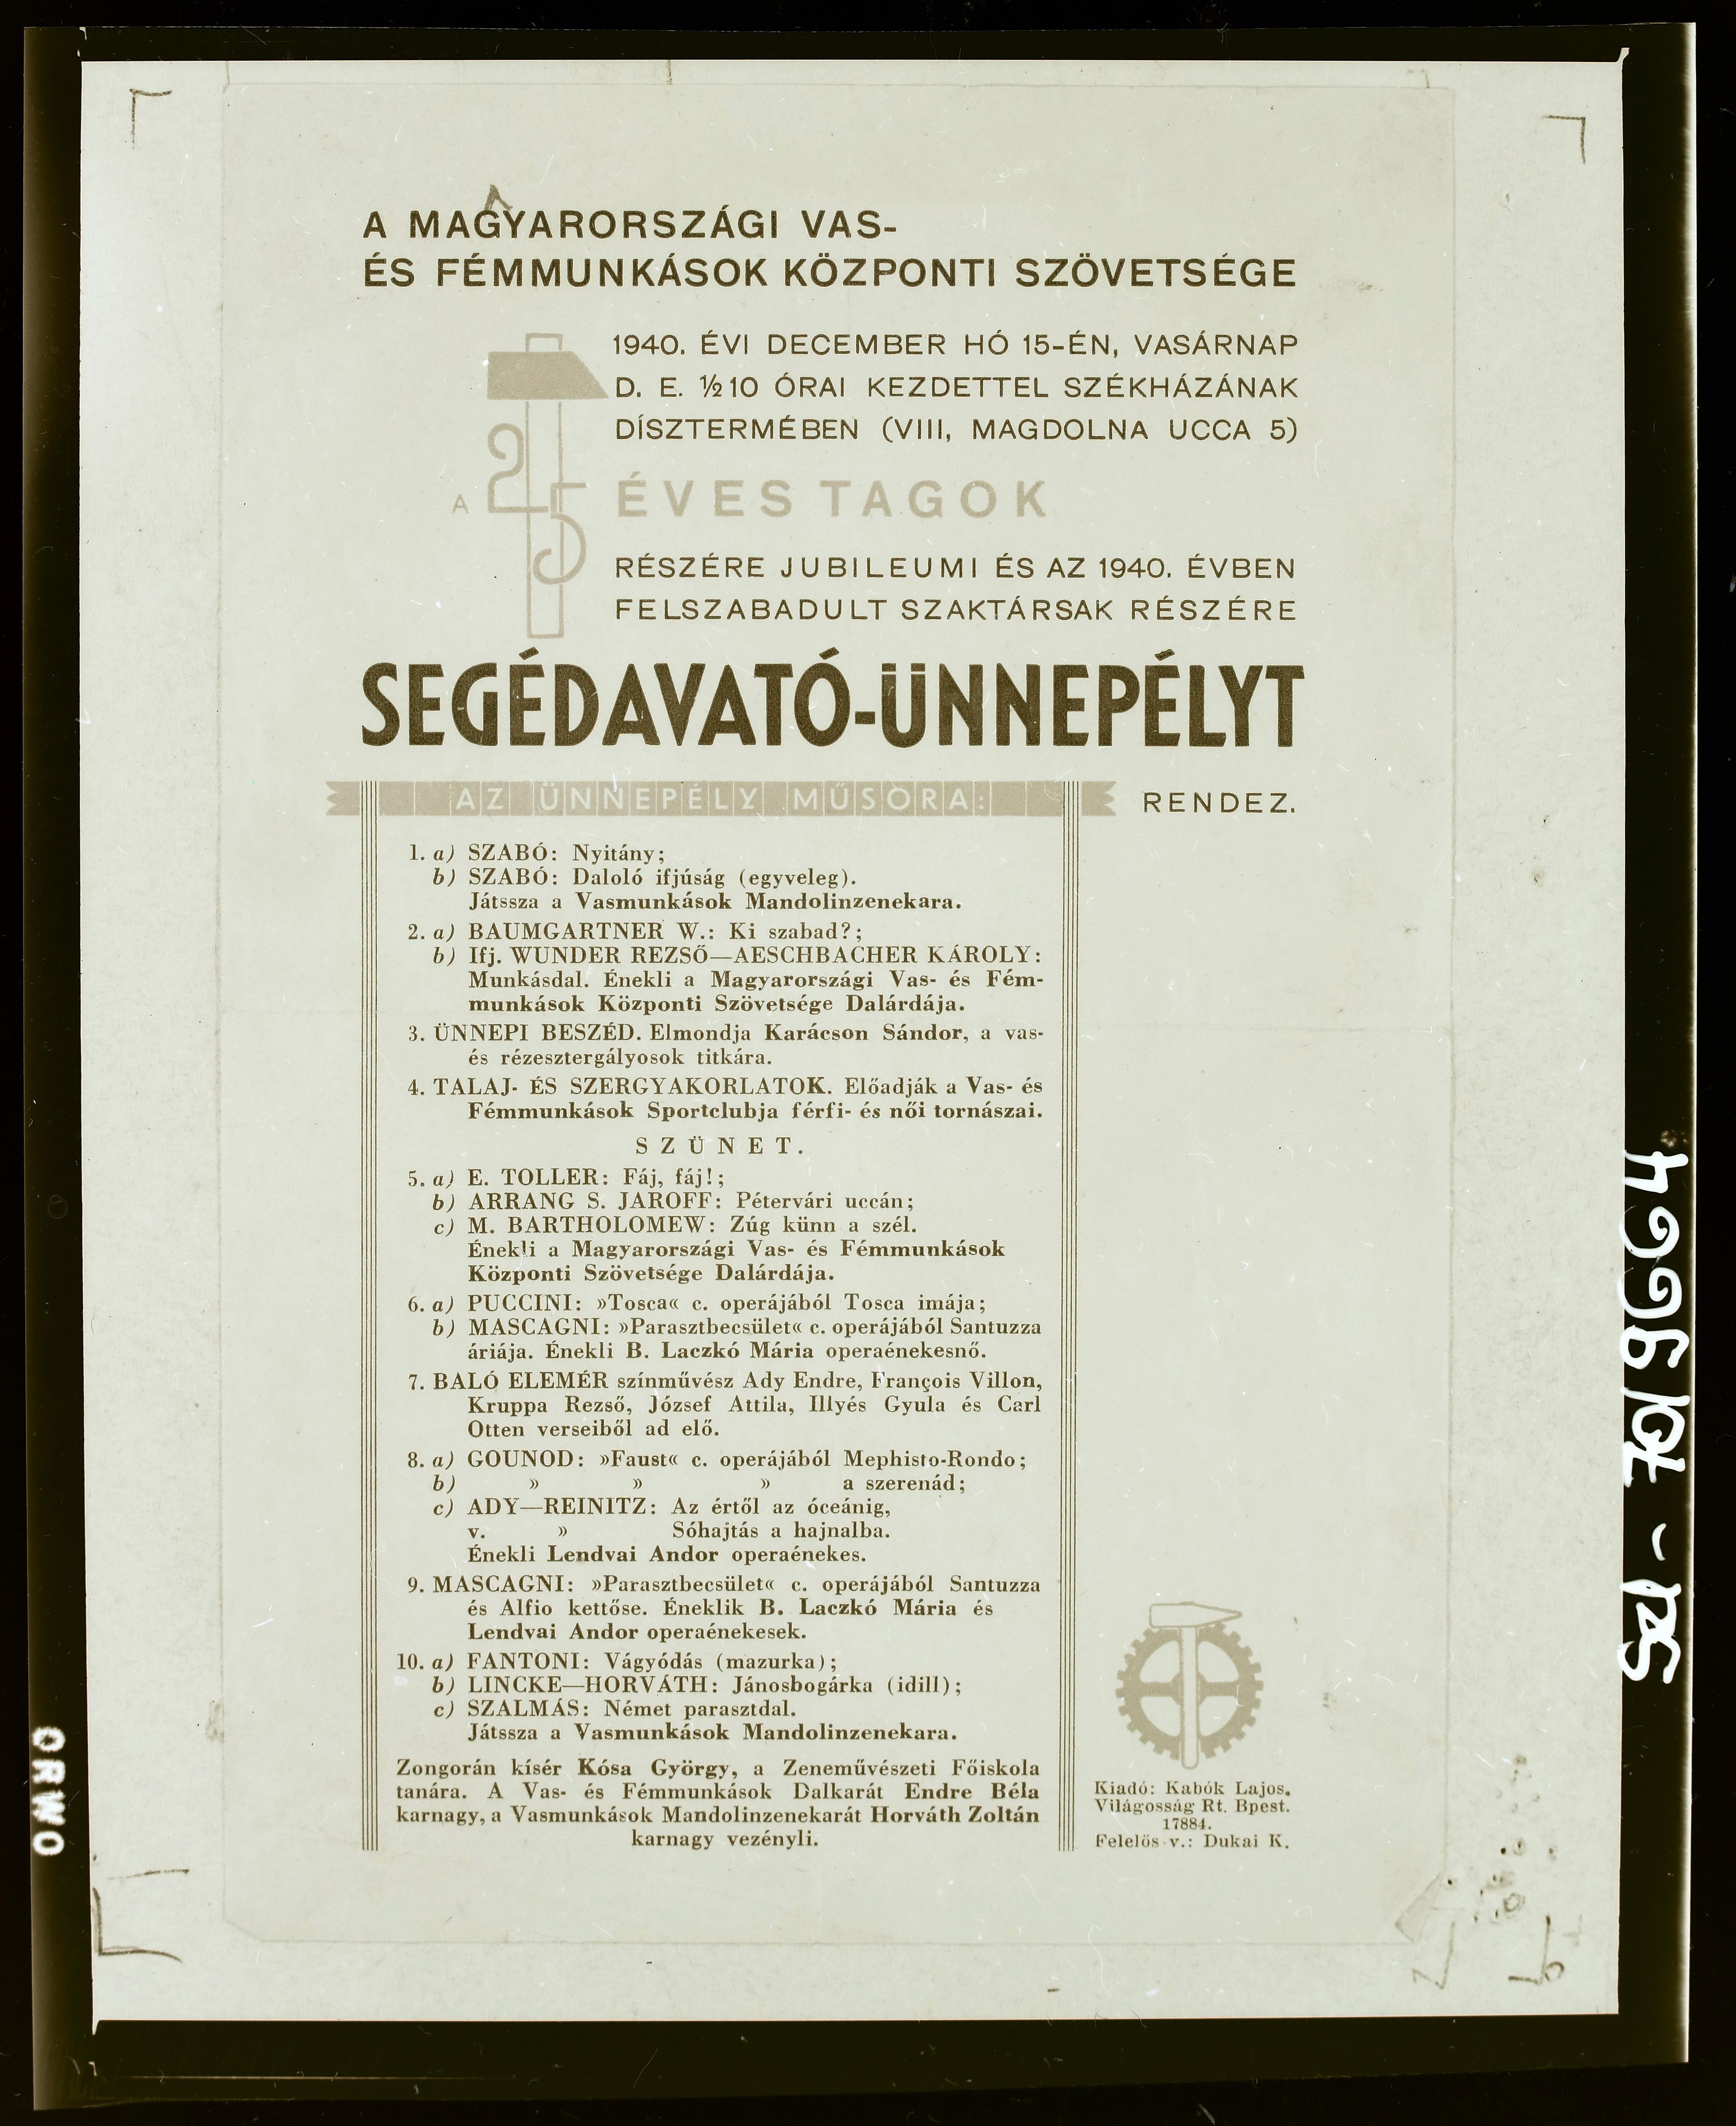 A MAGYARORSZÁGI VAS-
ÉS FÉMMUNKÁSOK KÖZPONTI SZÖVETSÉGE
1940. ÉVI DECEMBER HÓ 15-ÉN, VASÁRNAP
D. E. ½10 ÓRAI KEZDETTEL SZÉKHÁZÁNAK
DÍSZTERMÉBEN (VIII, MAGDOLNA UCCA 5)
A 25 ÉVES TAGOK
RÉSZÉRE JUBILEUMI ÉS AZ 1940. ÉVBEN
FELSZABADULT SZAKTÁRSAK RÉSZÉRE
SEGÉDAVATÓ-ÜNNEPÉLYT
AZ ÜNNEPÉLY MŰSORA: RENDEZ.
1. a) SZABÓ: Nyitány;
b) SZABÓ: Daloló ifjúság (egyveleg).
Játssza a Vasmunkások Mandolinzenekara.
2. a) BAUMGARTNER W.: Ki szabad?;
b) Ifj. WUNDER REZSŐ—AESCHBACHER KÁROLY:
Munkásdal. Énekli a Magyarországi Vas- és Fém-
munkások Központi Szövetsége Dalárdája.
3. ÜNNEPI BESZÉD. Elmondja Karácson Sándor, a vas-
és rézesztergályosok titkára.
4. TALAJ- ÉS SZERGYAKORLATOK. Előadják a Vas- és
Fémmunkások Sportclubja férfi- és női tornászai.
SZÜNET.
5. a) E. TOLLER: Fáj, fáj!;
b) ARRANG S. JAROFF: Pétervári uccán;
c) M. BARTHOLOMEW: Zúg künn a szél.
Énekli a Magyarországi Vas- és Fémmunkások
Központi Szövetsége Dalárdája.
6. a) PUCCINI: »Tosca« c. operájából Tosca imája;
b) MASCAGNI: »Parasztbecsület« c. operájából Santuzza
áriája. Énekli B. Laczkó Mária operaénekesnő.
7. BALÓ ELEMÉR színművész Ady Endre, François Villon,
Kruppa Rezső, József Attila, Illyés Gyula és Carl
Otten verseiből ad elő.
8. a) GOUNOD: »Faust« c. operájából Mephisto-Rondo;
b) » » » a szerenád;
c) ADY—REINITZ: Az értől az óceánig,
v. » Sóhajtás a hajnalba.
Énekli Lendvai Andor operaénekes.
9. MASCAGNI: »Parasztbecsület« c. operájából Santuzza
és Alfio kettőse. Éneklik B. Laczkó Mária és
Lendvai Andor operaénekesek.
10. a) FANTONI: Vágyódás (mazurka);
b) LINCKE—HORVÁTH: Jánosbogárka (idill);
c) SZALMÁS: Német parasztdal.
Játssza a Vasmunkások Mandolinzenekara.
Zongorán kísér Kósa György, a Zeneművészeti Főiskola
tanára. A Vas- és Fémmunkások Dalkarát Endre Béla
karnagy, a Vasmunkások Mandolinzenekarát Horváth Zoltán
karnagy vezényli.
Kiadó: Kabók Lajos.
Világosság Rt. Bpest.
17884.
Felelős v.: Dukai K.
ORWO